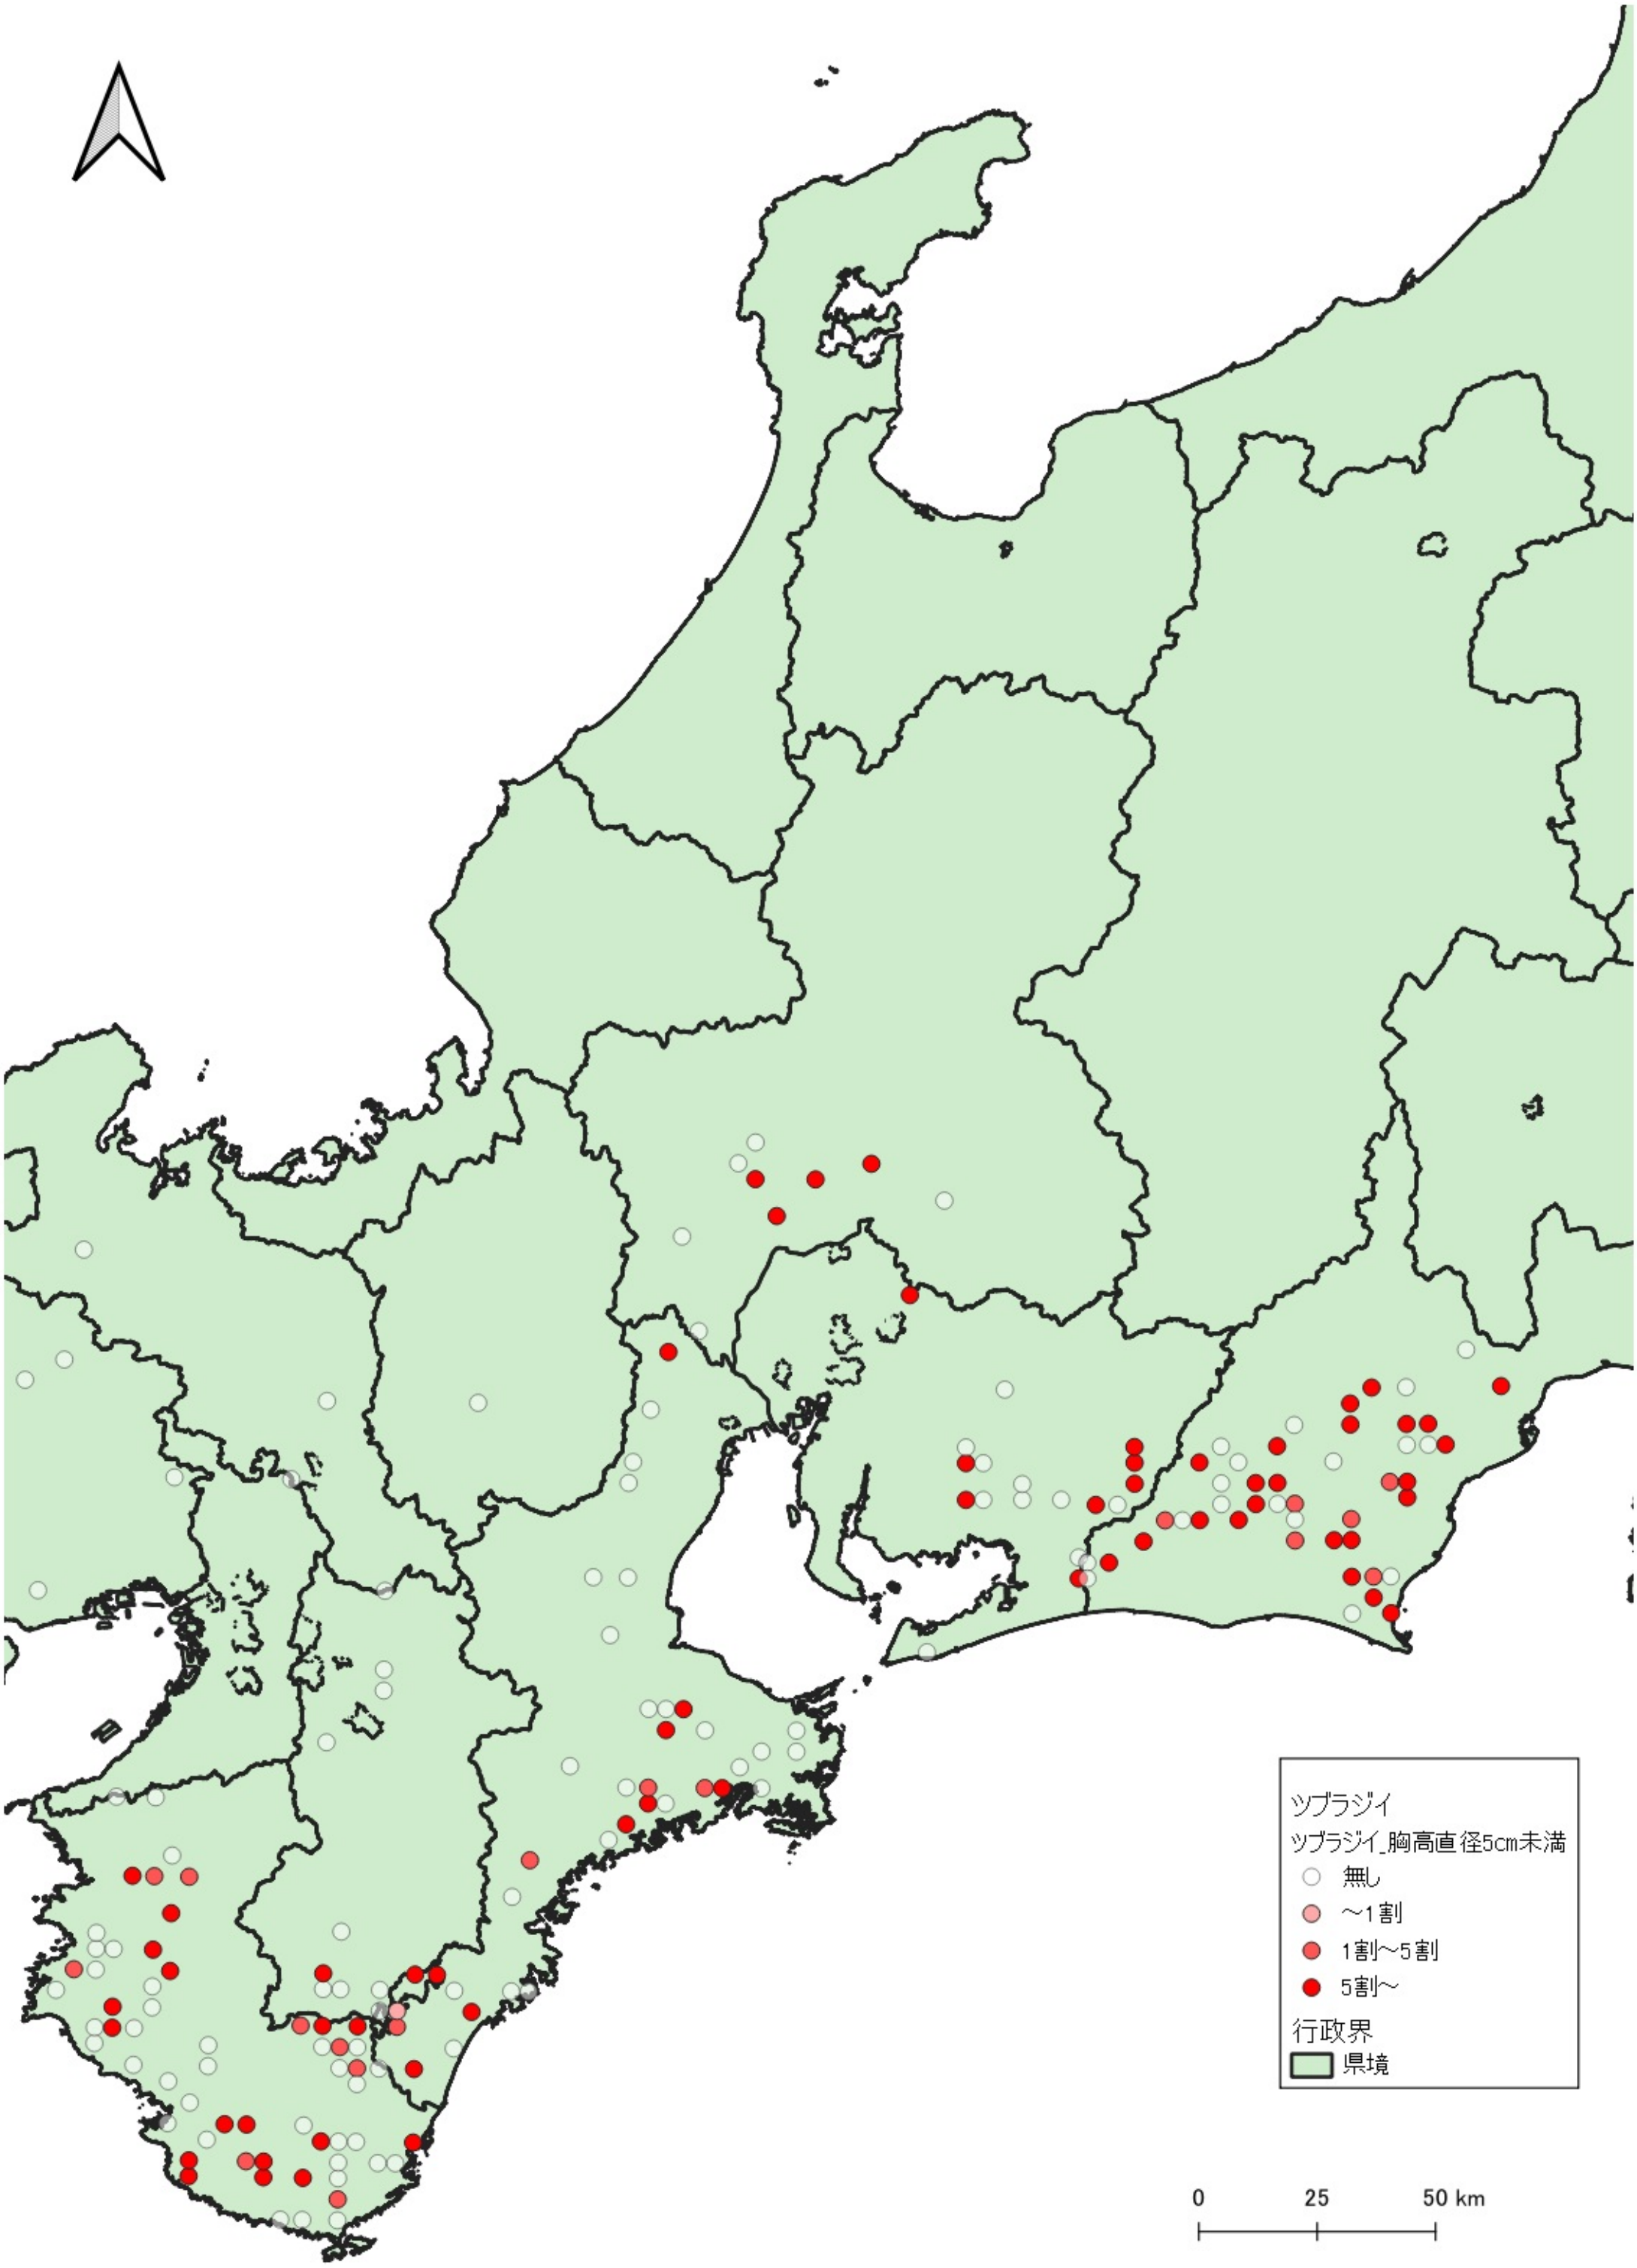 ツブラジイ
ツブラジイ_胸高直径5cm未満
無し
～1割
1割～5割
5割～
行政界
県境
0 25 50 km